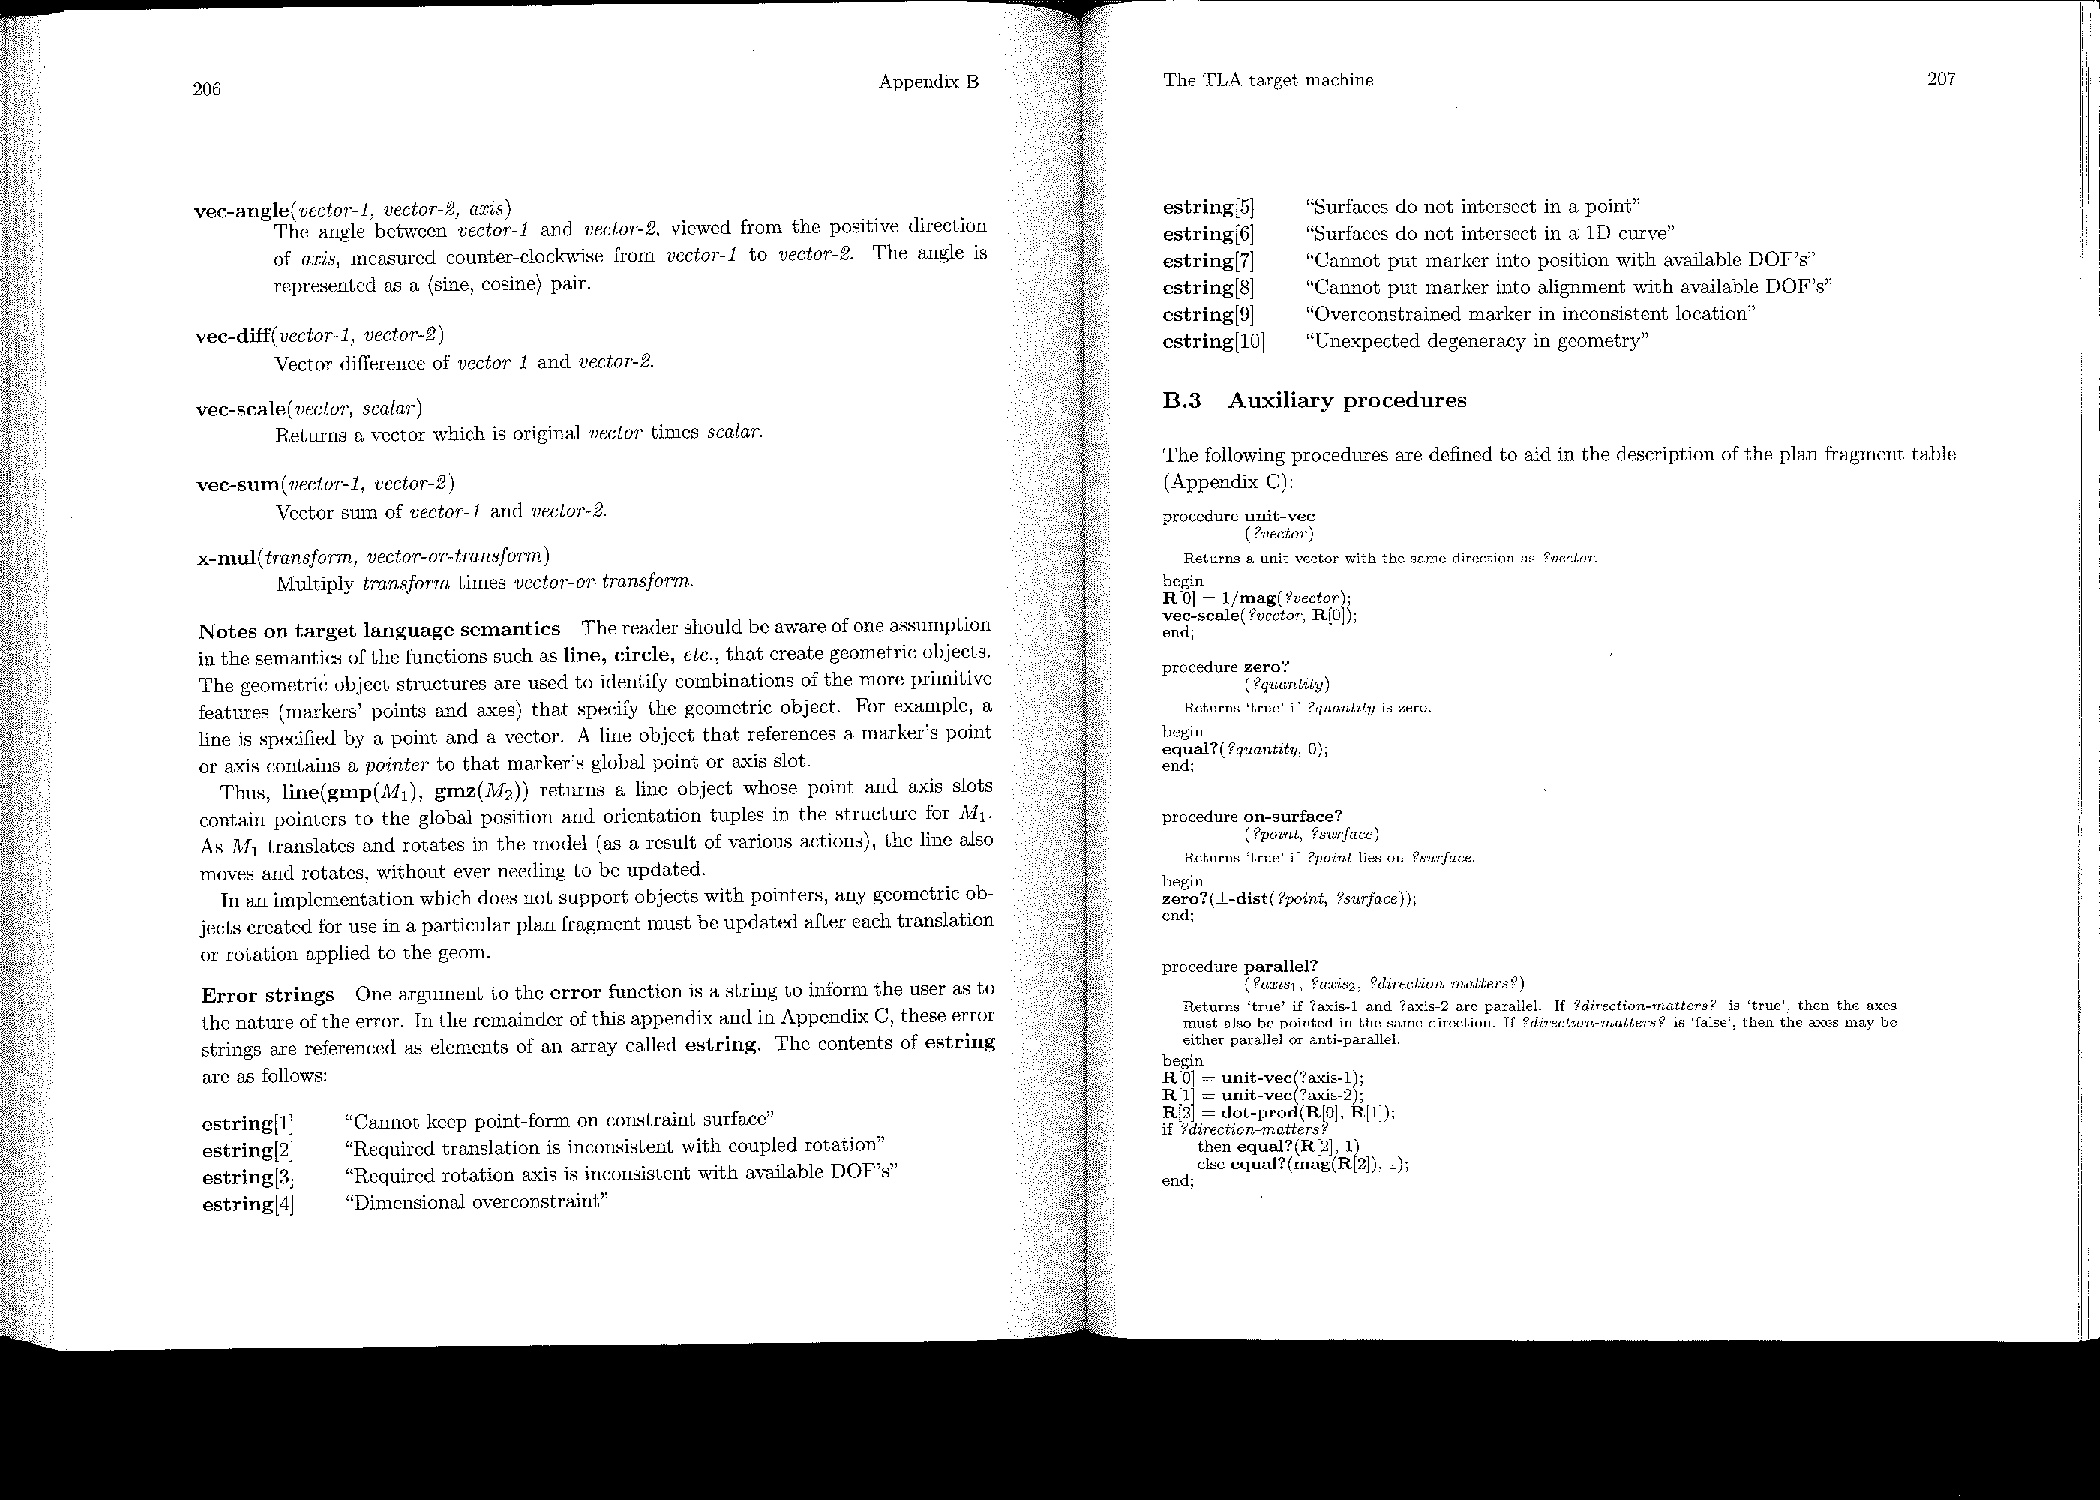 206
Appendix B
vec-angle(vector-1, vector-2, axis)
The angle between vector-1 and vector-2, viewed from the positive direction
of axis, measured counter-clockwise from vector-1 to vector-2. The angle is
represented as a ⟨sine, cosine⟩ pair.
vec-diff(vector-1, vector-2)
Vector difference of vector 1 and vector-2.
vec-scale(vector, scalar)
Returns a vector which is original vector times scalar.
vec-sum(vector-1, vector-2)
Vector sum of vector-1 and vector-2.
x-mul(transform, vector-or-transform)
Multiply transform times vector-or transform.
Notes on target language semantics The reader should be aware of one assumption
in the semantics of the functions such as line, circle, etc., that create geometric objects.
The geometric object structures are used to identify combinations of the more primitive
features (markers' points and axes) that specify the geometric object. For example, a
line is specified by a point and a vector. A line object that references a marker's point
or axis contains a pointer to that marker's global point or axis slot.
Thus, line(gmp(M₁), gmz(M₂)) returns a line object whose point and axis slots
contain pointers to the global position and orientation tuples in the structure for M₁.
As M₁ translates and rotates in the model (as a result of various actions), the line also
moves and rotates, without ever needing to be updated.
In an implementation which does not support objects with pointers, any geometric ob-
jects created for use in a particular plan fragment must be updated after each translation
or rotation applied to the geom.
Error strings One argument to the error function is a string to inform the user as to
the nature of the error. In the remainder of this appendix and in Appendix C, these error
strings are referenced as elements of an array called estring. The contents of estring
are as follows:
estring[1] “Cannot keep point-form on constraint surface”
estring[2] “Required translation is inconsistent with coupled rotation”
estring[3] “Required rotation axis is inconsistent with available DOF's”
estring[4] “Dimensional overconstraint”
The TLA target machine
207
estring[5] “Surfaces do not intersect in a point”
estring[6] “Surfaces do not intersect in a 1D curve”
estring[7] “Cannot put marker into position with available DOF's”
estring[8] “Cannot put marker into alignment with available DOF's”
estring[9] “Overconstrained marker in inconsistent location”
estring[10] “Unexpected degeneracy in geometry”
B.3 Auxiliary procedures
The following procedures are defined to aid in the description of the plan fragment table
(Appendix C):
procedure unit-vec
(?vector)
Returns a unit vector with the same direction as ?vector.
begin
R[0] = 1/mag(?vector);
vec-scale(?vector, R[0]);
end;
procedure zero?
(?quantity)
Returns 'true' if ?quantity is zero.
begin
equal?(?quantity, 0);
end;
procedure on-surface?
(?point, ?surface)
Returns 'true' if ?point lies on ?surface.
begin
zero?(⊥-dist(?point, ?surface));
end;
procedure parallel?
(?axis₁, ?axis₂, ?direction-matters?)
Returns 'true' if ?axis-1 and ?axis-2 are parallel. If ?direction-matters? is 'true', then the axes
must also be pointed in the same direction. If ?direction-matters? is 'false', then the axes may be
either parallel or anti-parallel.
begin
R[0] = unit-vec(?axis-1);
R[1] = unit-vec(?axis-2);
R[2] = dot-prod(R[0], R[1]);
if ?direction-matters?
then equal?(R[2], 1)
else equal?(mag(R[2]), 1);
end;